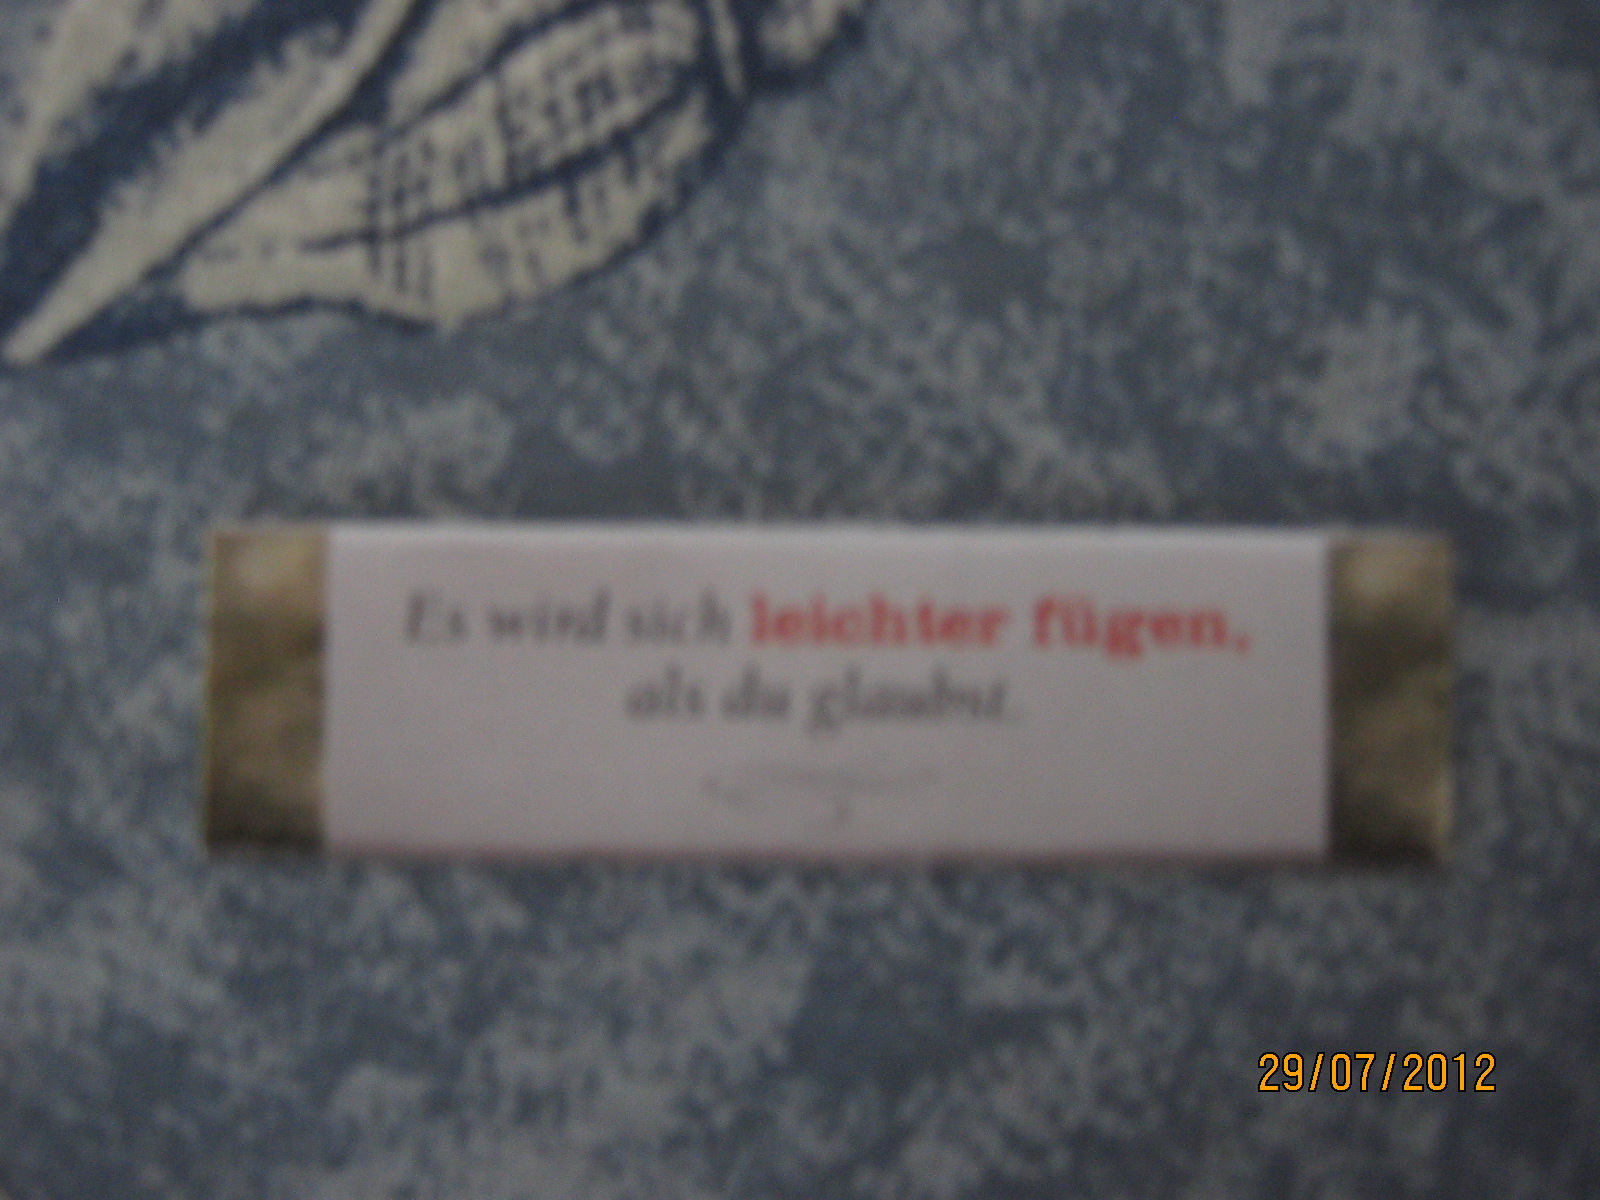 Es wird sich leichter fügen,
als du glaubst.
29/07/2012